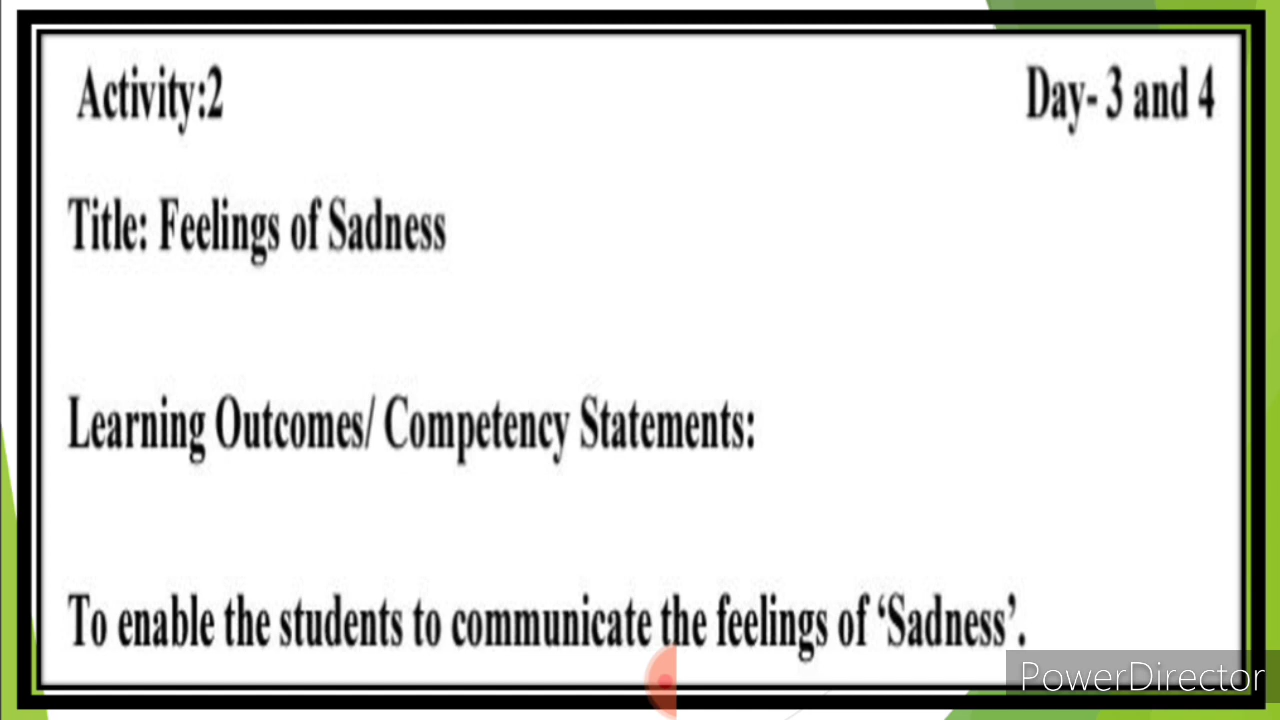 Activity:2 Day- 3 and 4
Title: Feelings of Sadness
Learning Outcomes/ Competency Statements:
To enable the students to communicate the feelings of ‘Sadness’.
PowerDirector